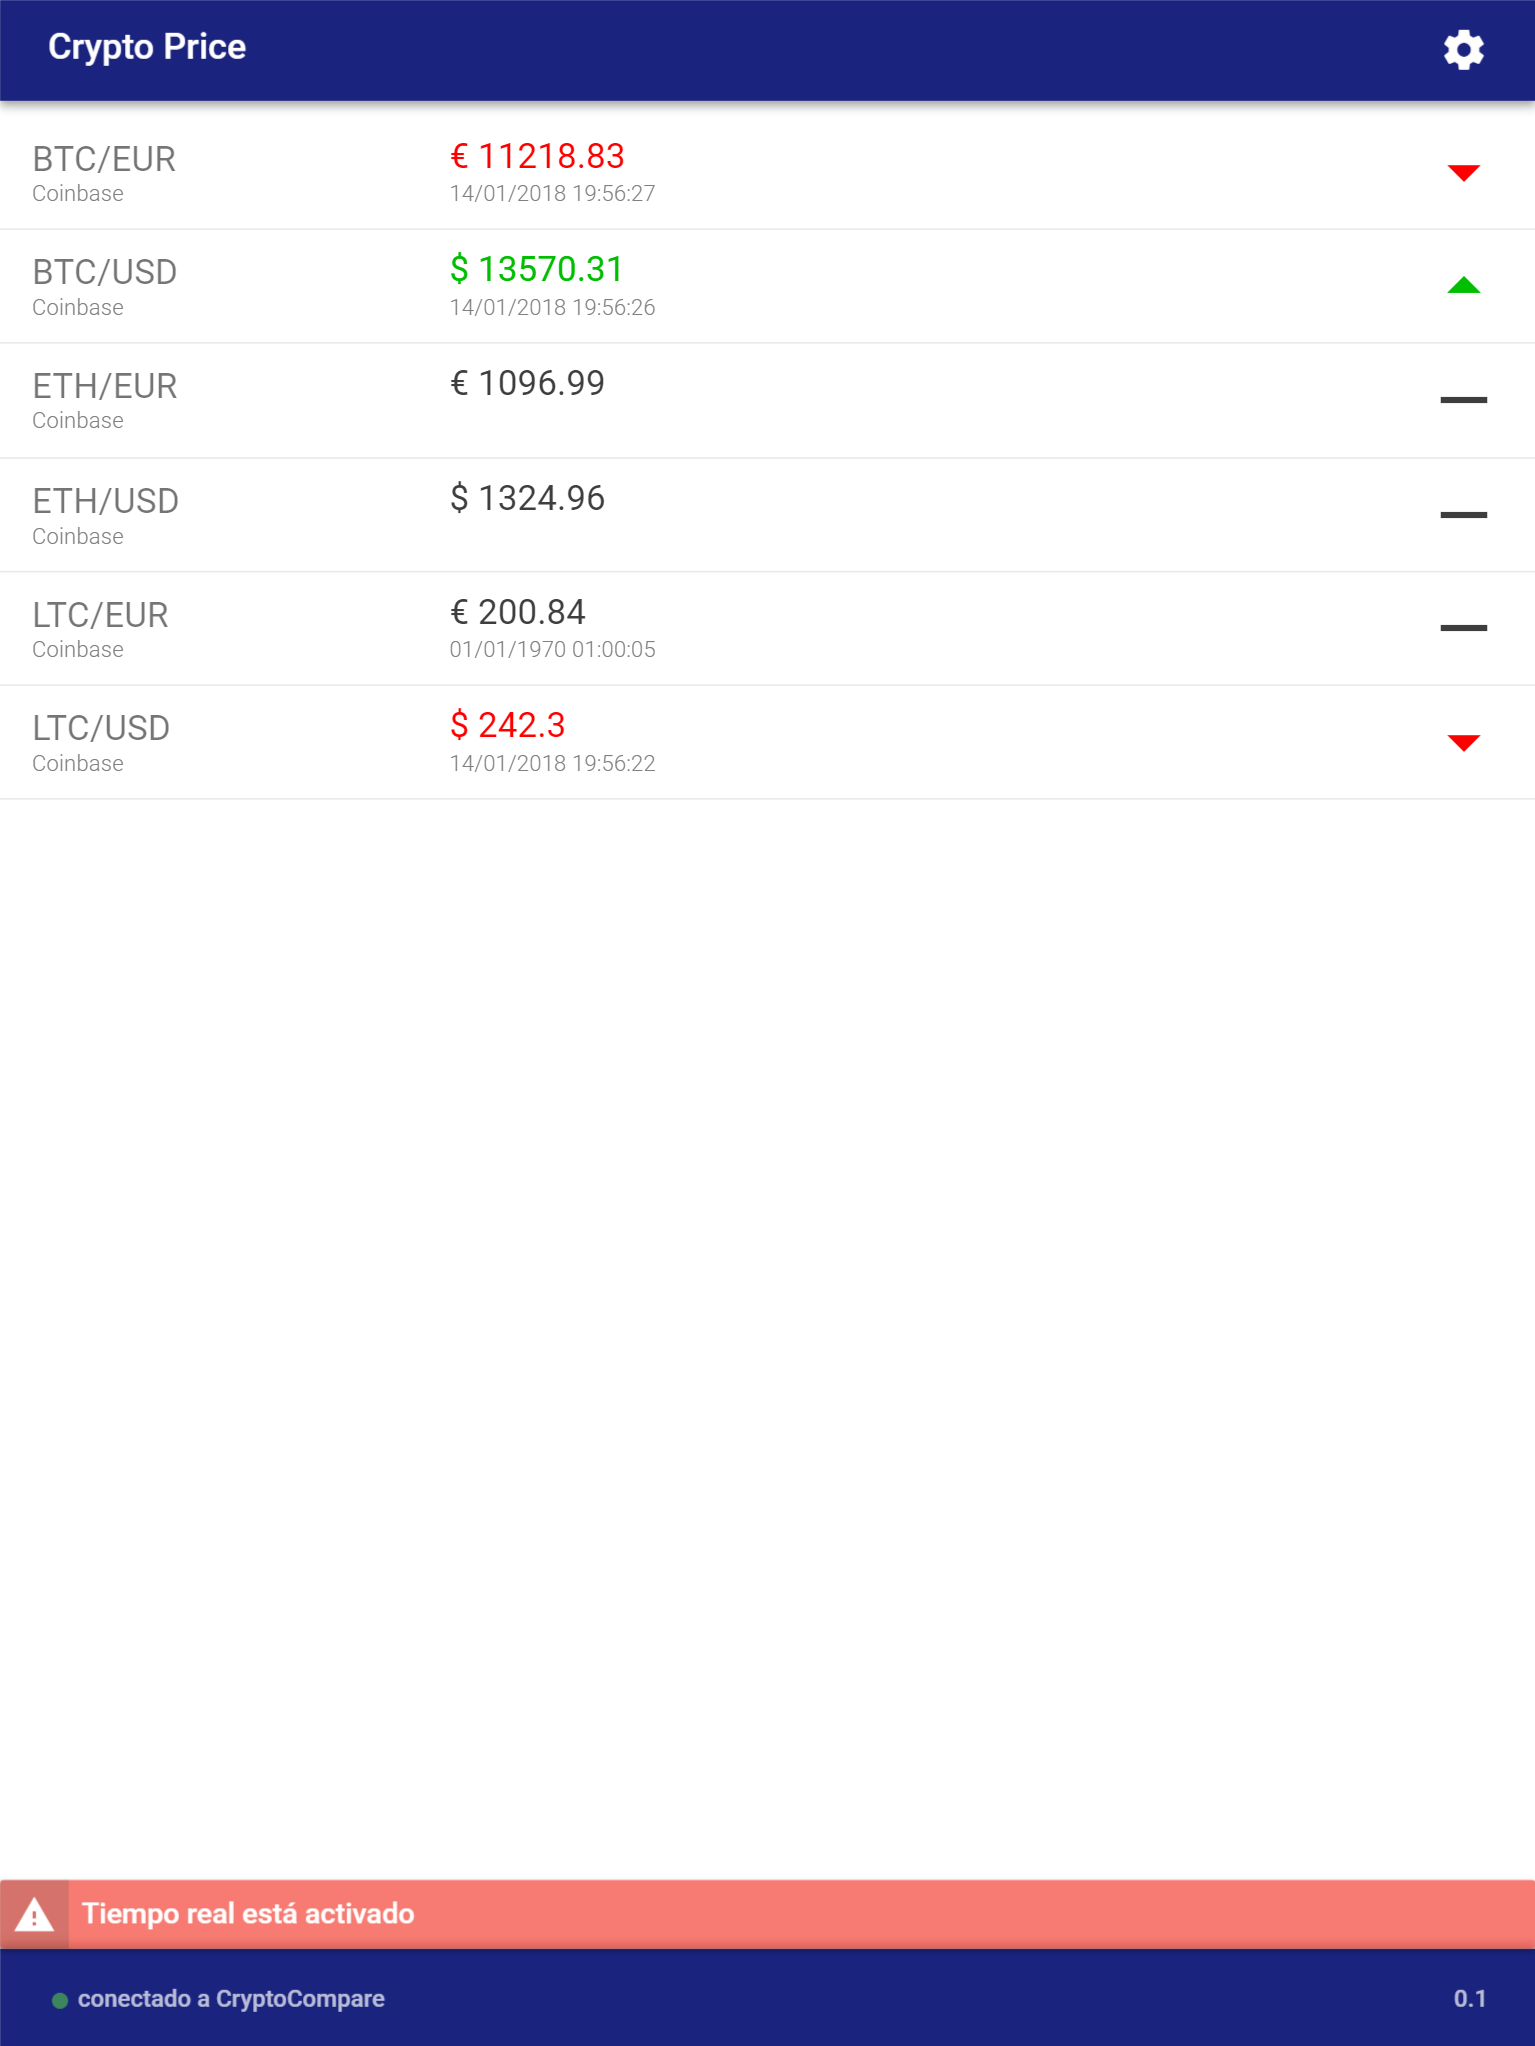 Crypto Price
BTC/EUR
Coinbase
€ 11218.83
14/01/2018 19:56:27
BTC/USD
Coinbase
$ 13570.31
14/01/2018 19:56:26
ETH/EUR
Coinbase
€ 1096.99
ETH/USD
Coinbase
$ 1324.96
LTC/EUR
Coinbase
€ 200.84
01/01/1970 01:00:05
LTC/USD
Coinbase
$ 242.3
14/01/2018 19:56:22
Tiempo real está activado
conectado a CryptoCompare
0.1